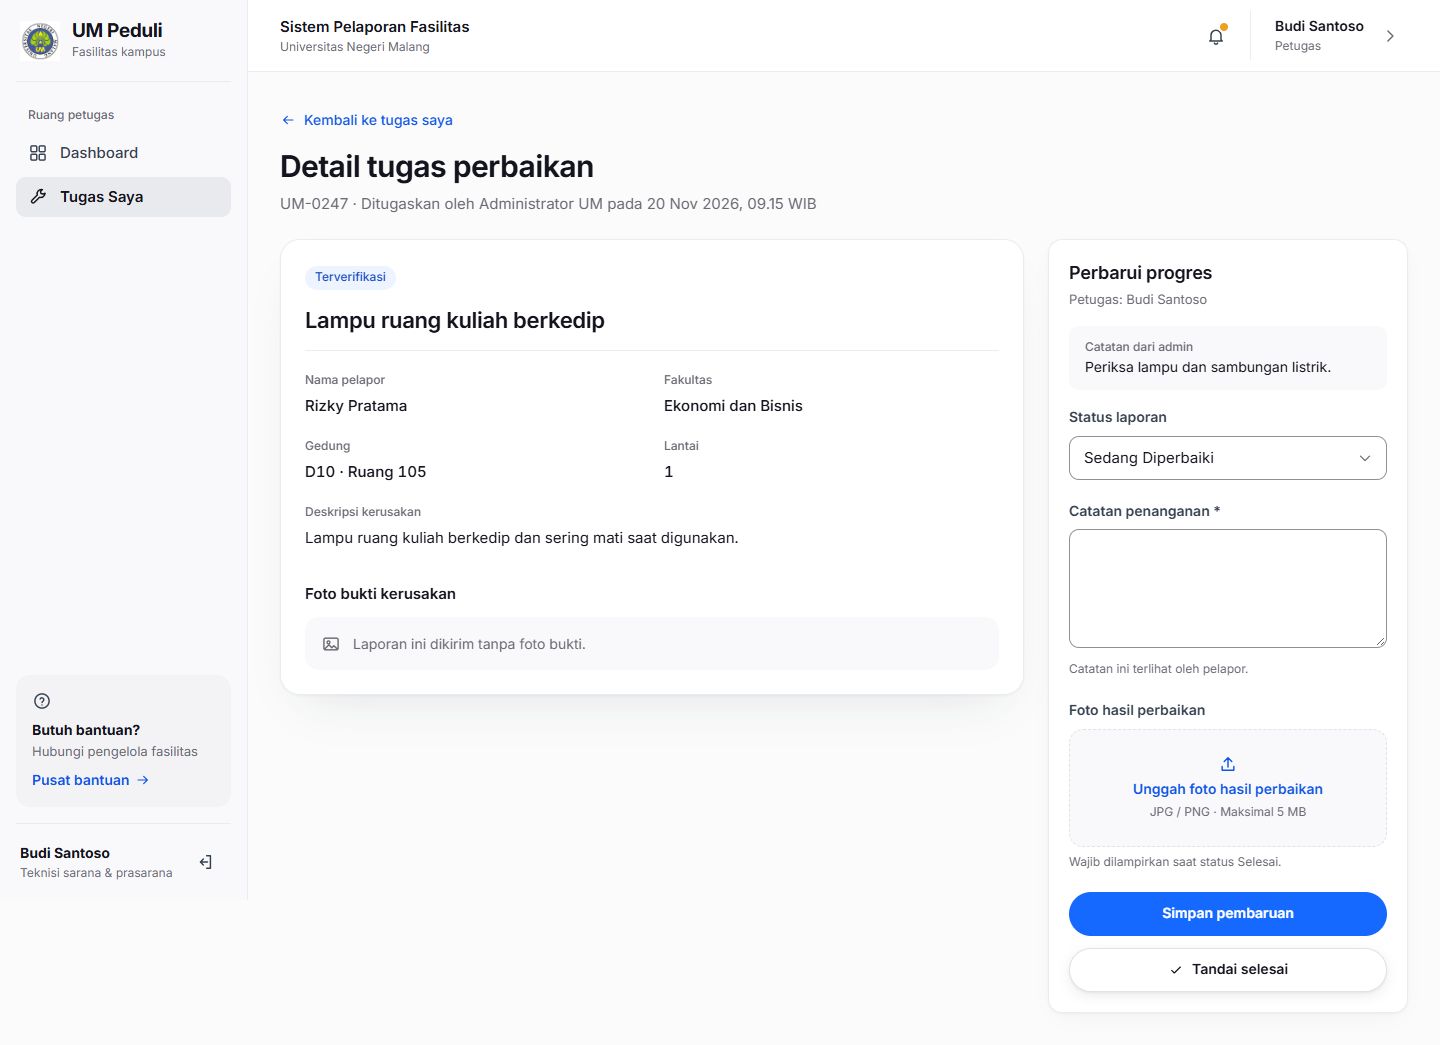 UM Peduli
Fasilitas kampus
Ruang petugas
Dashboard
Tugas Saya
Butuh bantuan?
Hubungi pengelola fasilitas
Pusat bantuan
Budi Santoso
Teknisi sarana & prasarana
Sistem Pelaporan Fasilitas
Universitas Negeri Malang
Budi Santoso
Petugas
Kembali ke tugas saya
Detail tugas perbaikan
UM-0247 · Ditugaskan oleh Administrator UM pada 20 Nov 2026, 09.15 WIB
Terverifikasi
Lampu ruang kuliah berkedip
Nama pelapor
Rizky Pratama
Fakultas
Ekonomi dan Bisnis
Gedung
D10 · Ruang 105
Lantai
1
Deskripsi kerusakan
Lampu ruang kuliah berkedip dan sering mati saat digunakan.
Foto bukti kerusakan
Laporan ini dikirim tanpa foto bukti.
Perbarui progres
Petugas: Budi Santoso
Catatan dari admin
Periksa lampu dan sambungan listrik.
Status laporan
Sedang Diperbaiki
Catatan penanganan *
Catatan ini terlihat oleh pelapor.
Foto hasil perbaikan
Unggah foto hasil perbaikan
JPG / PNG · Maksimal 5 MB
Wajib dilampirkan saat status Selesai.
Simpan pembaruan
Tandai selesai